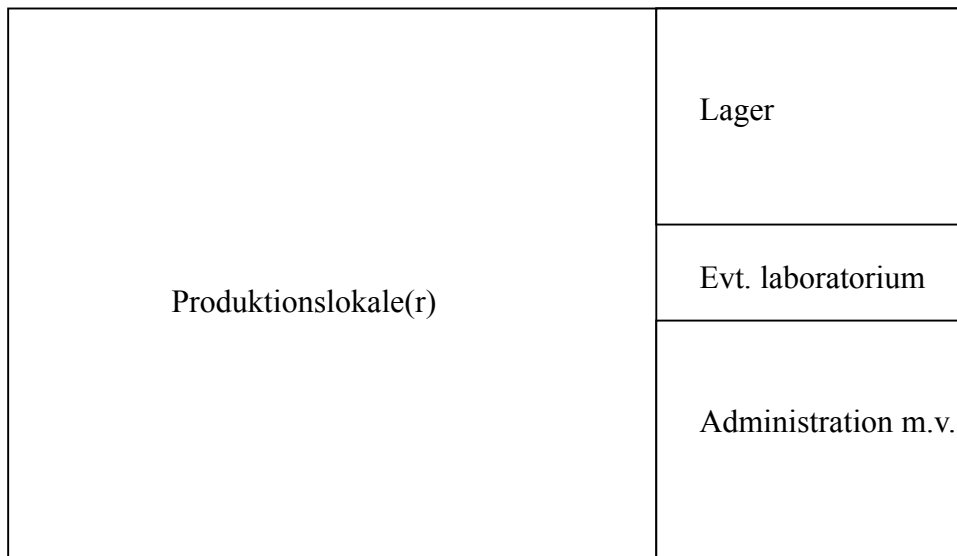 Lager
Evt. laboratorium
Produktionslokale(r)
Administration m.v.